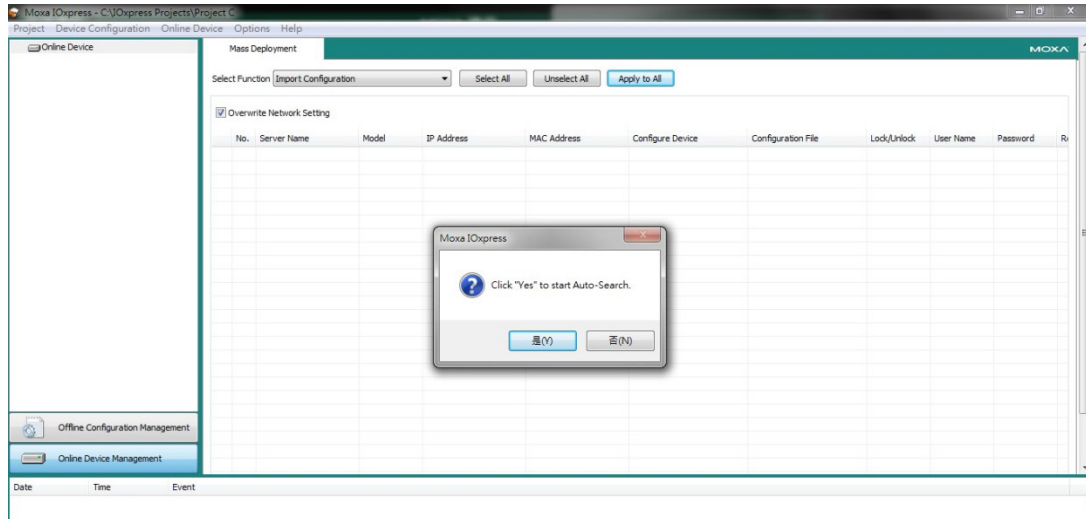 Moxa IOxpress - C:\IOxpress Projects\Project C
Project Device Configuration Online Device Options Help
Online Device
Mass Deployment
MOXA
Select Function Import Configuration Select All Unselect All Apply to All
Overwrite Network Setting
No. Server Name Model IP Address MAC Address Configure Device Configuration File Lock/Unlock User Name Password
Moxa IOxpress
Click "Yes" to start Auto-Search.
是(Y) 否(N)
Offline Configuration Management
Online Device Management
Date Time Event